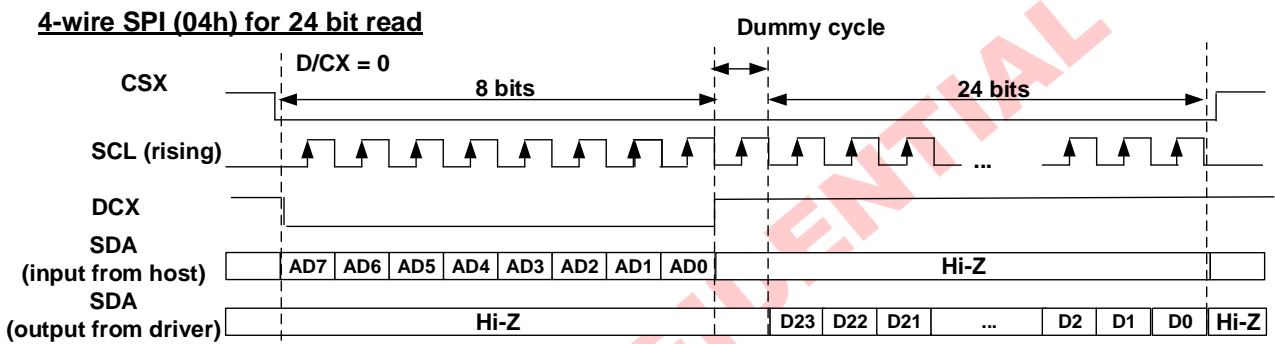 4-wire SPI (04h) for 24 bit read
Dummy cycle
D/CX = 0
CSX
8 bits
24 bits
SCL (rising)
...
DCX
SDA
(input from host)
AD7 AD6 AD5 AD4 AD3 AD2 AD1 AD0
Hi-Z
SDA
(output from driver)
Hi-Z
D23 D22 D21 ... D2 D1 D0 Hi-Z